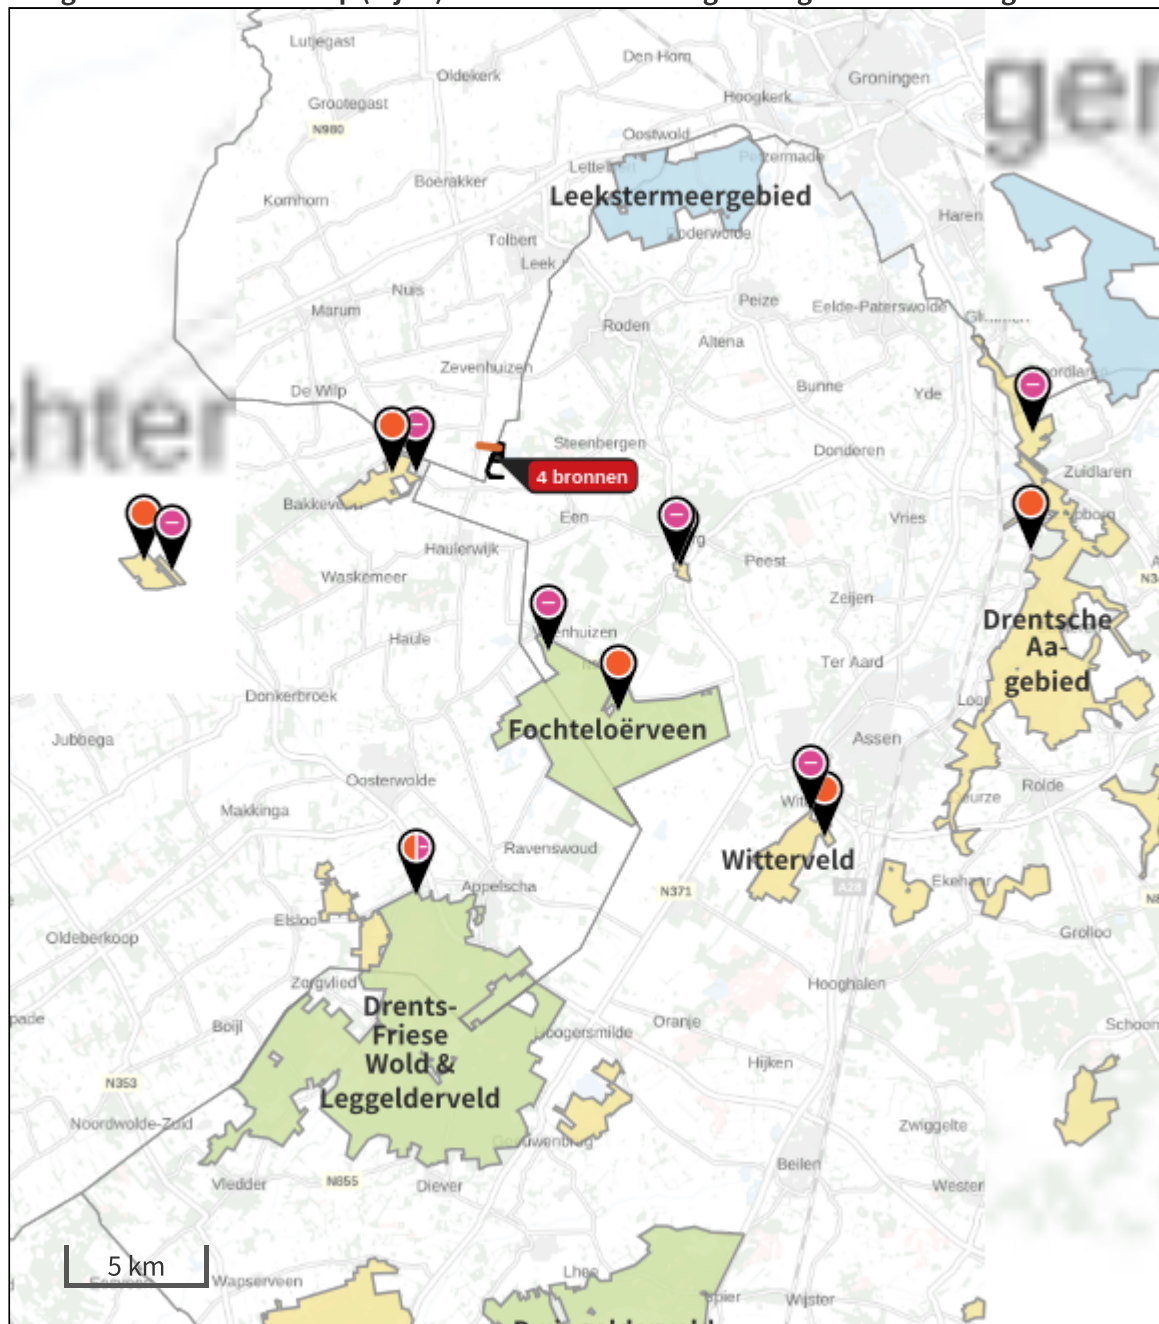 Lutjegast
Den Horn
Oldekerk
Groningen
ger
Grootegast
Hoogkerk
N980
Oostwold
Boerakker
Leekstermeergebied
Kornhorn
Haren
Tolbert
Leek
Nuis
Peize
Eelde-Paterswolde
Marum
Roden
Altena
Zevenhuizen
De Wilp
Bunne
Yde
chter
Steenbergen
Donderen
Zuidlaren
4 bronnen
Een
Vries
Haulerwijk
Peest
Waskemeer
Zeijen
Drentsche
Aa-
gebied
Haule
Ter Aard
Donkerbroek
Fochteloërveen
Jubbega
Assen
Oosterwolde
Rolde
Makkinga
Ravenswoud
Witterveld
Appelscha
N371
A28
Elsloo
Grolloo
Oldeberkoop
Zorgvlied
Hooghalen
Drents-
Friese
Wold &
Leggelderveld
Boijl
Oranje
Hijken
N353
Noordwolde-Zuid
Zwiggelte
Beilen
Vledder
N855
Diever
5 km
Wapserveen
Lhee
Wijster